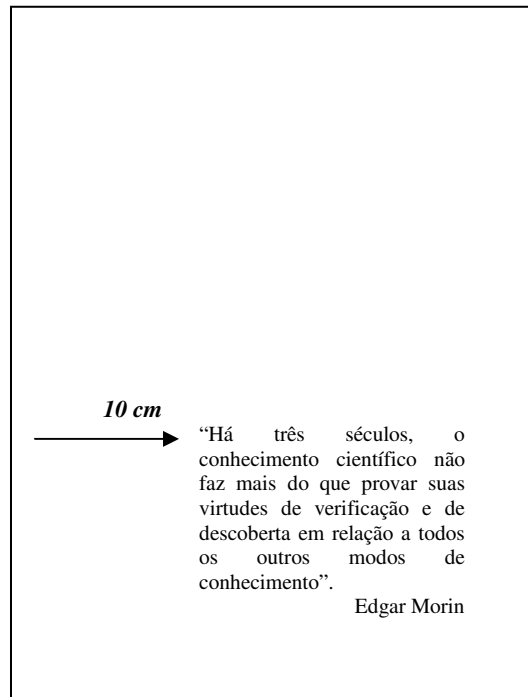 10 cm
“Há três séculos, o
conhecimento científico não
faz mais do que provar suas
virtudes de verificação e de
descoberta em relação a todos
os outros modos de
conhecimento”.
Edgar Morin